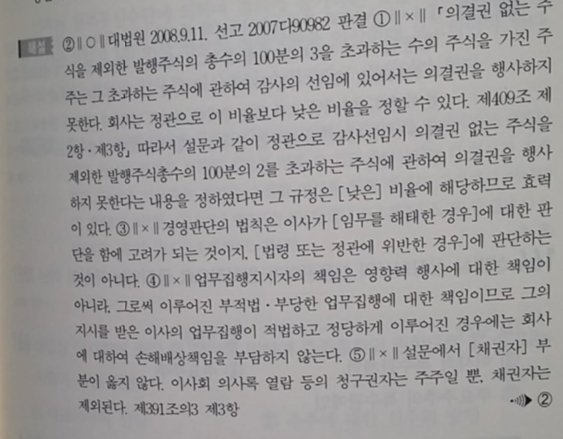 해설 ②∥○∥대법원 2008.9.11. 선고 2007다90982 판결 ①∥×∥「의결권 없는 수
식을 제외한 발행주식의 총수의 100분의 3을 초과하는 수의 주식을 가진 주
주는 그 초과하는 주식에 관하여 감사의 선임에 있어서는 의결권을 행사하지
못한다. 회사는 정관으로 이 비율보다 낮은 비율을 정할 수 있다. 제409조 제
2항·제3항」 따라서 설문과 같이 정관으로 감사선임시 의결권 없는 주식을
제외한 발행주식총수의 100분의 2를 초과하는 주식에 관하여 의결권을 행사
하지 못한다는 내용을 정하였다면 그 규정은 [낮은] 비율에 해당하므로 효력
이 있다. ③∥×∥경영판단의 법칙은 이사가 [임무를 해태한 경우]에 대한 판
단을 함에 고려가 되는 것이지, [법령 또는 정관에 위반한 경우]에 판단하는
것이 아니다. ④∥×∥업무집행지시자의 책임은 영향력 행사에 대한 책임이
아니라, 그로써 이루어진 부적법·부당한 업무집행에 대한 책임이므로 그의
지시를 받은 이사의 업무집행이 적법하고 정당하게 이루어진 경우에는 회사
에 대하여 손해배상책임을 부담하지 않는다. ⑤∥×∥설문에서 [채권자] 부
분이 옳지 않다. 이사회 의사록 열람 등의 청구권자는 주주일 뿐, 채권자는
제외된다. 제391조의3 제3항
②